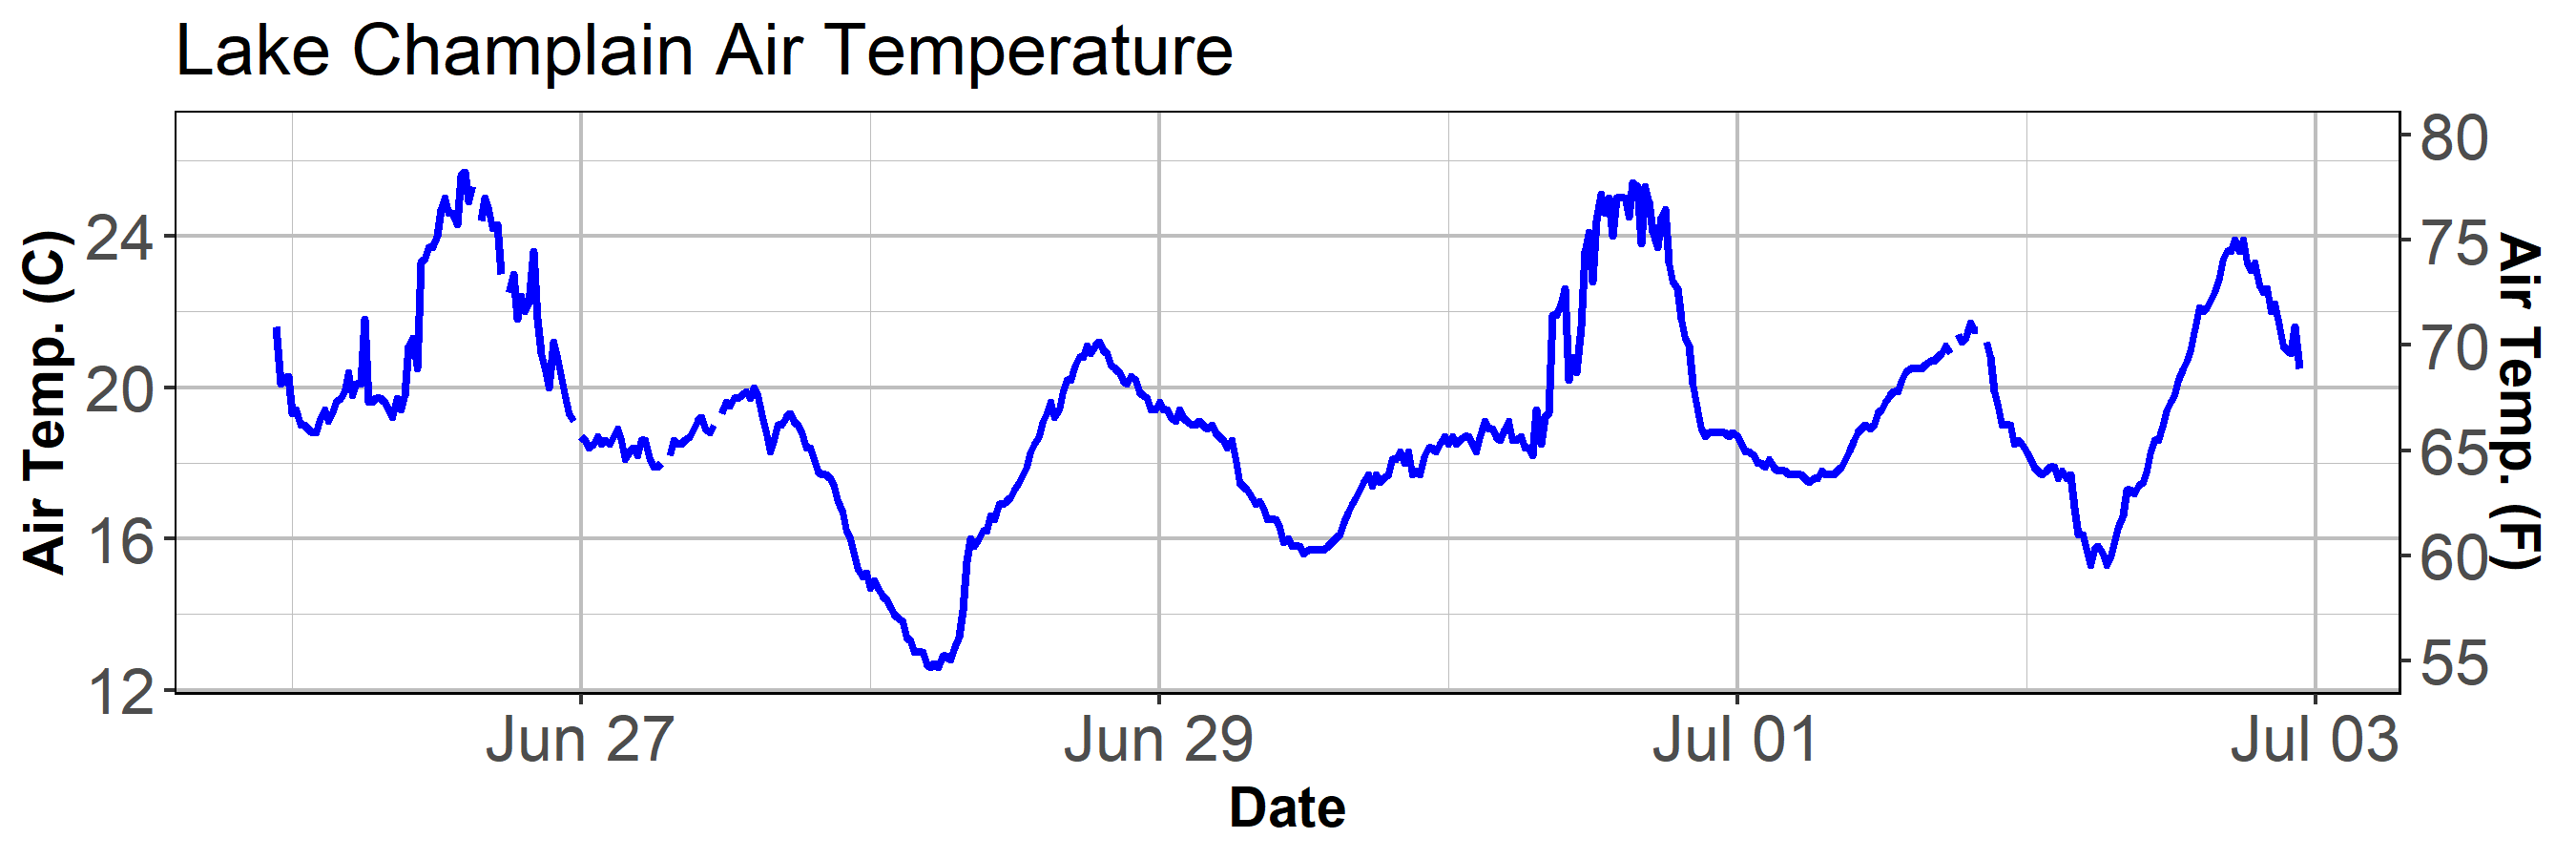 Lake Champlain Air Temperature
Air Temp. (C)
24
20
16
12
80
75
70
65
60
55
Air Temp. (F)
Jun 27 Jun 29 Jul 01 Jul 03
Date